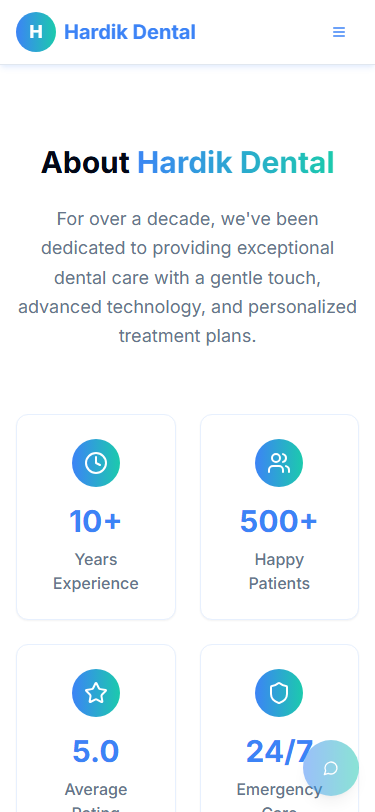 H Hardik Dental
About Hardik Dental
For over a decade, we've been
dedicated to providing exceptional
dental care with a gentle touch,
advanced technology, and personalized
treatment plans.
10+
Years
Experience
500+
Happy
Patients
5.0
Average
Rating
24/7
Emergency
Care